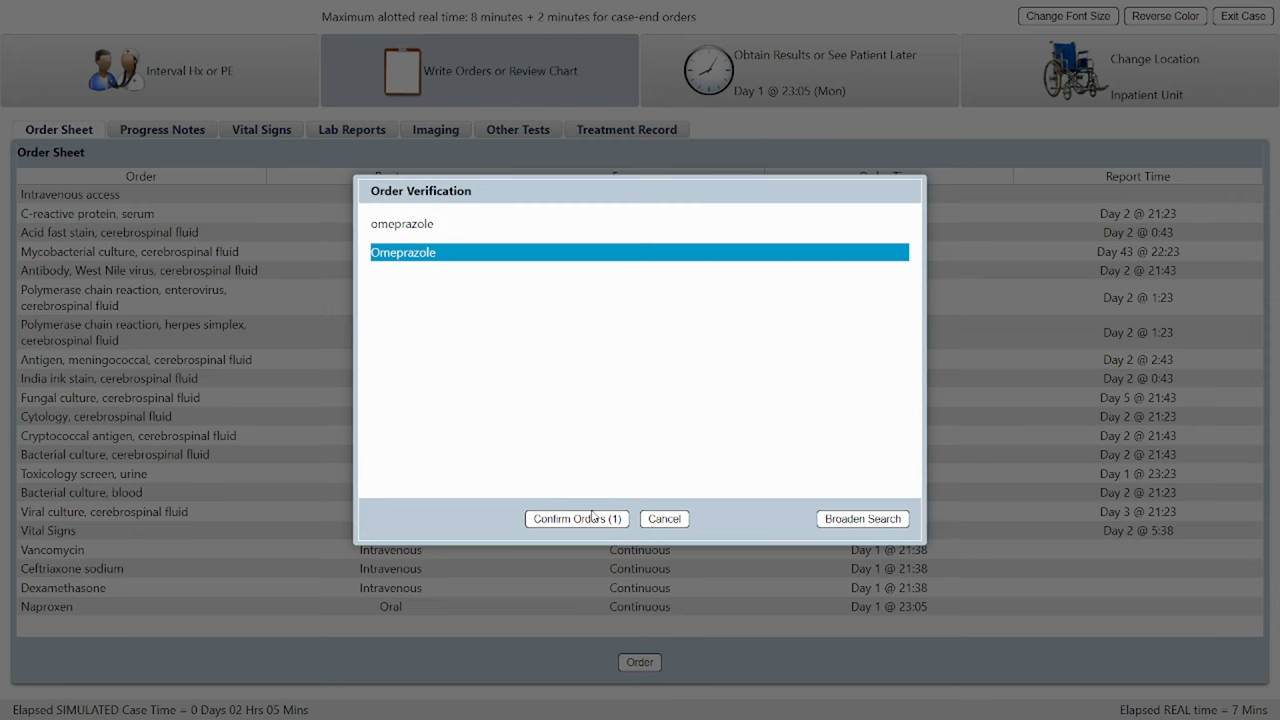 Maximum alotted real time: 8 minutes + 2 minutes for case-end orders
Change Font Size
Reverse Color
Exit Case
Interval Hx or PE
Write Orders or Review Chart
Obtain Results or See Patient Later
Day 1 @ 23:05 (Mon)
Change Location
Inpatient Unit
Order Sheet
Progress Notes
Vital Signs
Lab Reports
Imaging
Other Tests
Treatment Record
Order Sheet
Order
Report Time
Intravenous access
C-reactive protein, serum Day 2 @ 21:23
Acid fast stain, cerebrospinal fluid Day 2 @ 0:43
Mycobacterial culture, cerebrospinal fluid Day 43 @ 22:23
Antibody, West Nile virus, cerebrospinal fluid Day 2 @ 21:43
Polymerase chain reaction, enterovirus,
cerebrospinal fluid Day 2 @ 1:23
Polymerase chain reaction, herpes simplex,
cerebrospinal fluid Day 2 @ 1:23
Antigen, meningococcal, cerebrospinal fluid Day 2 @ 2:43
India ink stain, cerebrospinal fluid Day 2 @ 0:43
Fungal culture, cerebrospinal fluid Day 5 @ 21:43
Cytology, cerebrospinal fluid Day 2 @ 21:23
Cryptococcal antigen, cerebrospinal fluid Day 2 @ 21:43
Bacterial culture, cerebrospinal fluid Day 2 @ 21:43
Toxicology screen, urine Day 1 @ 23:23
Bacterial culture, blood Day 2 @ 21:23
Viral culture, cerebrospinal fluid Day 3 @ 21:23
Vital Signs Day 2 @ 5:38
Vancomycin Intravenous Continuous Day 1 @ 21:38
Ceftriaxone sodium Intravenous Continuous Day 1 @ 21:38
Dexamethasone Intravenous Continuous Day 1 @ 21:38
Naproxen Oral Continuous Day 1 @ 23:05
Order Verification
omeprazole
Omeprazole
Confirm Orders (1)
Cancel
Broaden Search
Order
Elapsed SIMULATED Case Time = 0 Days 02 Hrs 05 Mins
Elapsed REAL time = 7 Mins